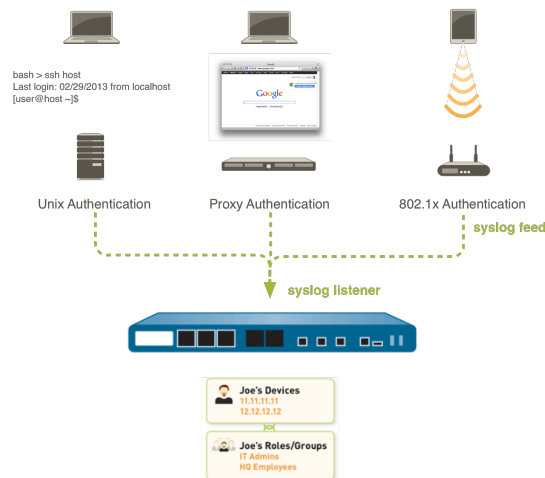 bash > ssh host
Last login: 02/29/2013 from localhost
[user@host ~]$
Google
Unix Authentication
Proxy Authentication
802.1x Authentication
syslog feed
syslog listener
Joe's Devices
11.11.11.11
12.12.12.12
Joe's Roles/Groups
IT Admins
HQ Employees